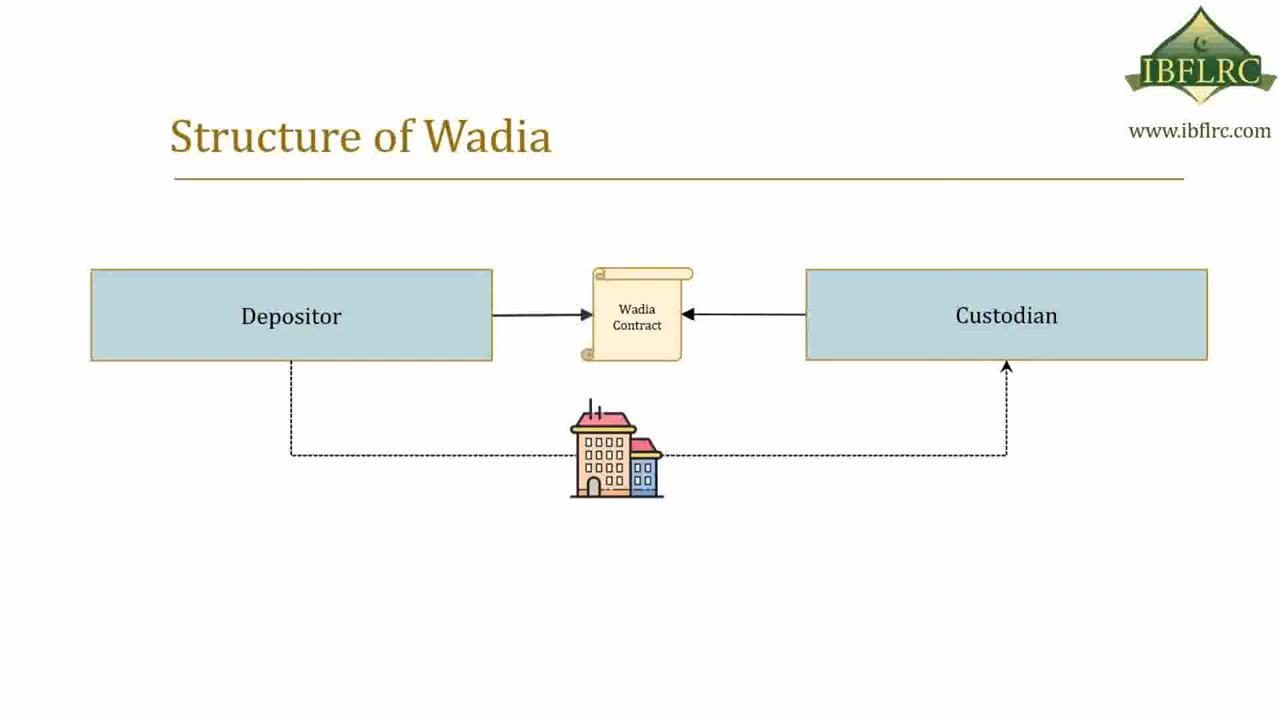 IBFLRC
www.ibflrc.com
Structure of Wadia
Depositor
Wadia
Contract
Custodian